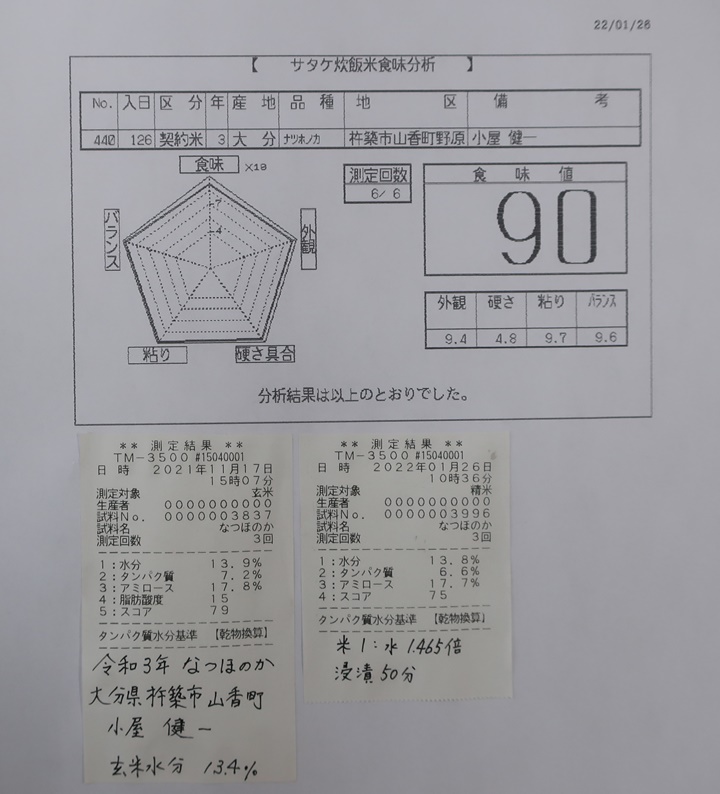 22/01/26
【 サタケ炊飯米食味分析 】
No. 入日 区分 年 産地 品種 地区 備考
440 126 契約米 3 大分 ナツホノカ 杵築市山香町野原 小屋 健一
食味 ×10
バランス
外観
粘り
硬さ具合
7
4
測定回数
6/ 6
食味値
90
外観 硬さ 粘り バランス
9.4 4.8 9.7 9.6
分析結果は以上のとおりでした。
** 測定結果 **
TM-3500 #15040001
日 時 2021年11月17日
15時07分
測定対象 玄米
生産者 0000000000
試料No. 0000003837
試料名 なつほのか
測定回数 3回
1:水分 13.9%
2:タンパク質 7.2%
3:アミロース 17.8%
4:脂肪酸度 15
5:スコア 79
タンパク質水分基準 【乾物換算】
令和3年 なつほのか
大分県杵築市山香町
小屋 健一
玄米水分 13.4%
** 測定結果 **
TM-3500 #15040001
日 時 2022年01月26日
10時36分
測定対象 精米
生産者 0000000000
試料No. 0000003996
試料名 なつほのか
測定回数 3回
1:水分 13.8%
2:タンパク質 6.6%
3:アミロース 17.7%
4:スコア 75
タンパク質水分基準 【乾物換算】
米1:水 1.465倍
浸漬50分